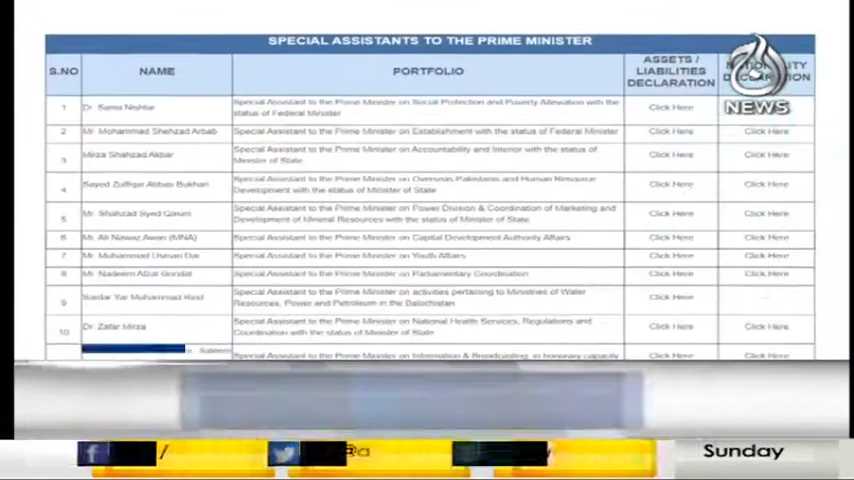 SPECIAL ASSISTANTS TO THE PRIME MINISTER
S.NO NAME PORTFOLIO ASSETS / LIABILITIES DECLARATION DECLARATION
NEWS
1 Dr. Sania Nishtar Special Assistant to the Prime Minister on Social Protection and Poverty Alleviation with the Click Here
status of Federal Minister
2 Mr. Mohammad Shehzad Arbab Special Assistant to the Prime Minister on Establishment with the status of Federal Minister Click Here Click Here
3 Mirza Shahzad Akbar Special Assistant to the Prime Minister on Accountability and Interior with the status of Click Here Click Here
Minister of State
4 Sayed Zulfiqar Abbas Bukhari Special Assistant to the Prime Minister on Overseas Pakistanis and Human Resource Click Here Click Here
Development with the status of Minister of State
5 Mr. Shahzad Syed Qasim Special Assistant to the Prime Minister on Power Division & Coordination of Marketing and Click Here Click Here
Development of Mineral Resources with the status of Minister of State
6 Mr. Ali Nawaz Awan (MNA) Special Assistant to the Prime Minister on Capital Development Authority Affairs Click Here Click Here
7 Mr. Muhammad Usman Dar Special Assistant to the Prime Minister on Youth Affairs Click Here Click Here
8 Mr. Nadeem Afzal Gondal Special Assistant to the Prime Minister on Parliamentary Coordination Click Here Click Here
9 Sardar Yar Muhammad Rind Special Assistant to the Prime Minister on activities pertaining to Ministries of Water Click Here
Resources, Power and Petroleum in the Balochistan
10 Dr. Zafar Mirza Special Assistant to the Prime Minister on National Health Services, Regulations and Click Here Click Here
Coordination with the status of Minister of State
Saleem Special Assistant to the Prime Minister on Information & Broadcasting, in honorary capacity Click Here Click Here
f /
@a
Sunday